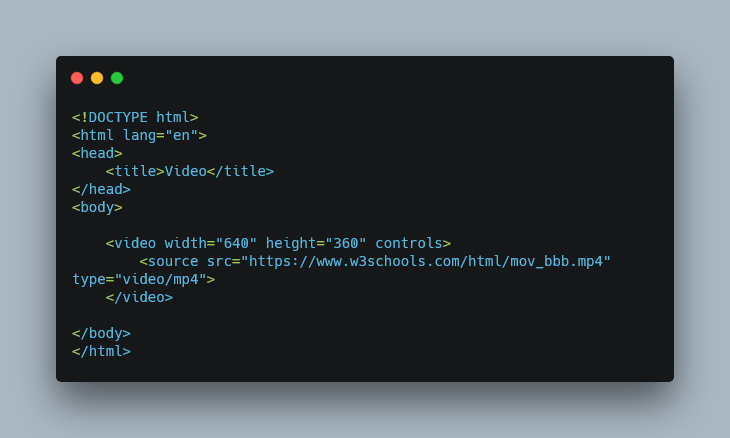 <!DOCTYPE html>
<html lang="en">
<head>
    <title>Video</title>
</head>
<body>

    <video width="640" height="360" controls>
        <source src="https://www.w3schools.com/html/mov_bbb.mp4"
type="video/mp4">
    </video>

</body>
</html>